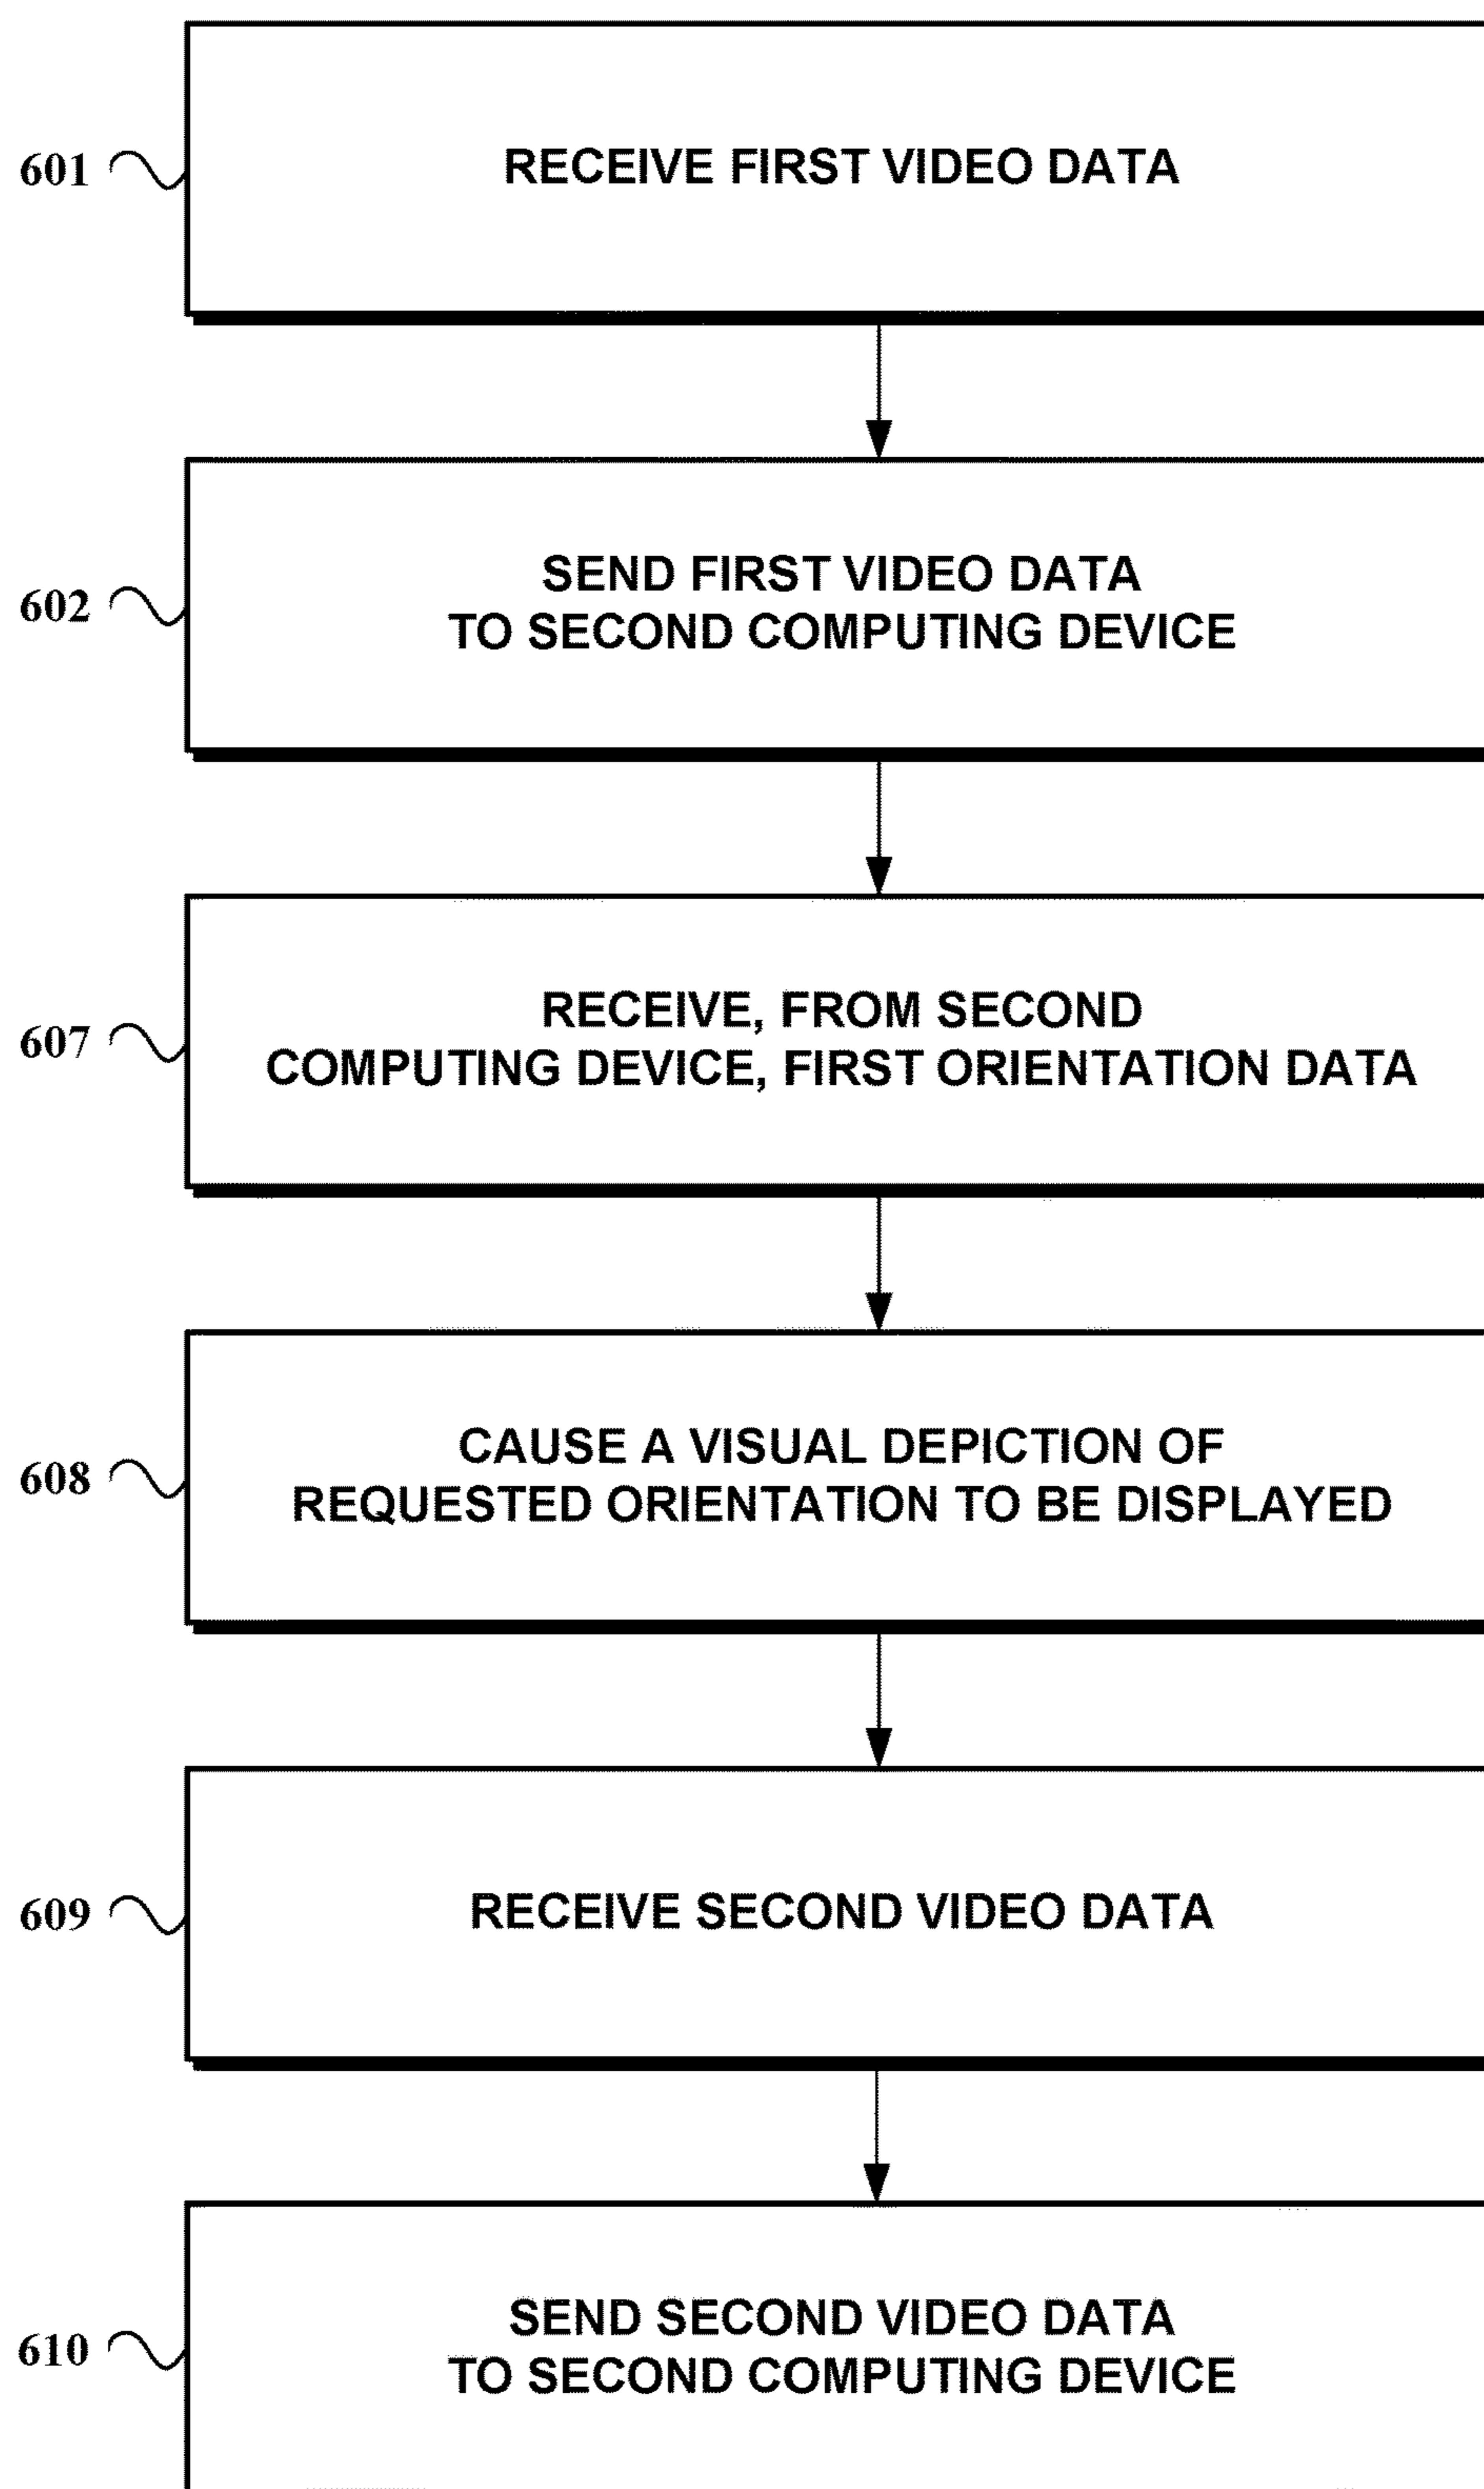 601
RECEIVE FIRST VIDEO DATA
602
SEND FIRST VIDEO DATA
TO SECOND COMPUTING DEVICE
607
RECEIVE, FROM SECOND
COMPUTING DEVICE, FIRST ORIENTATION DATA
608
CAUSE A VISUAL DEPICTION OF
REQUESTED ORIENTATION TO BE DISPLAYED
609
RECEIVE SECOND VIDEO DATA
610
SEND SECOND VIDEO DATA
TO SECOND COMPUTING DEVICE